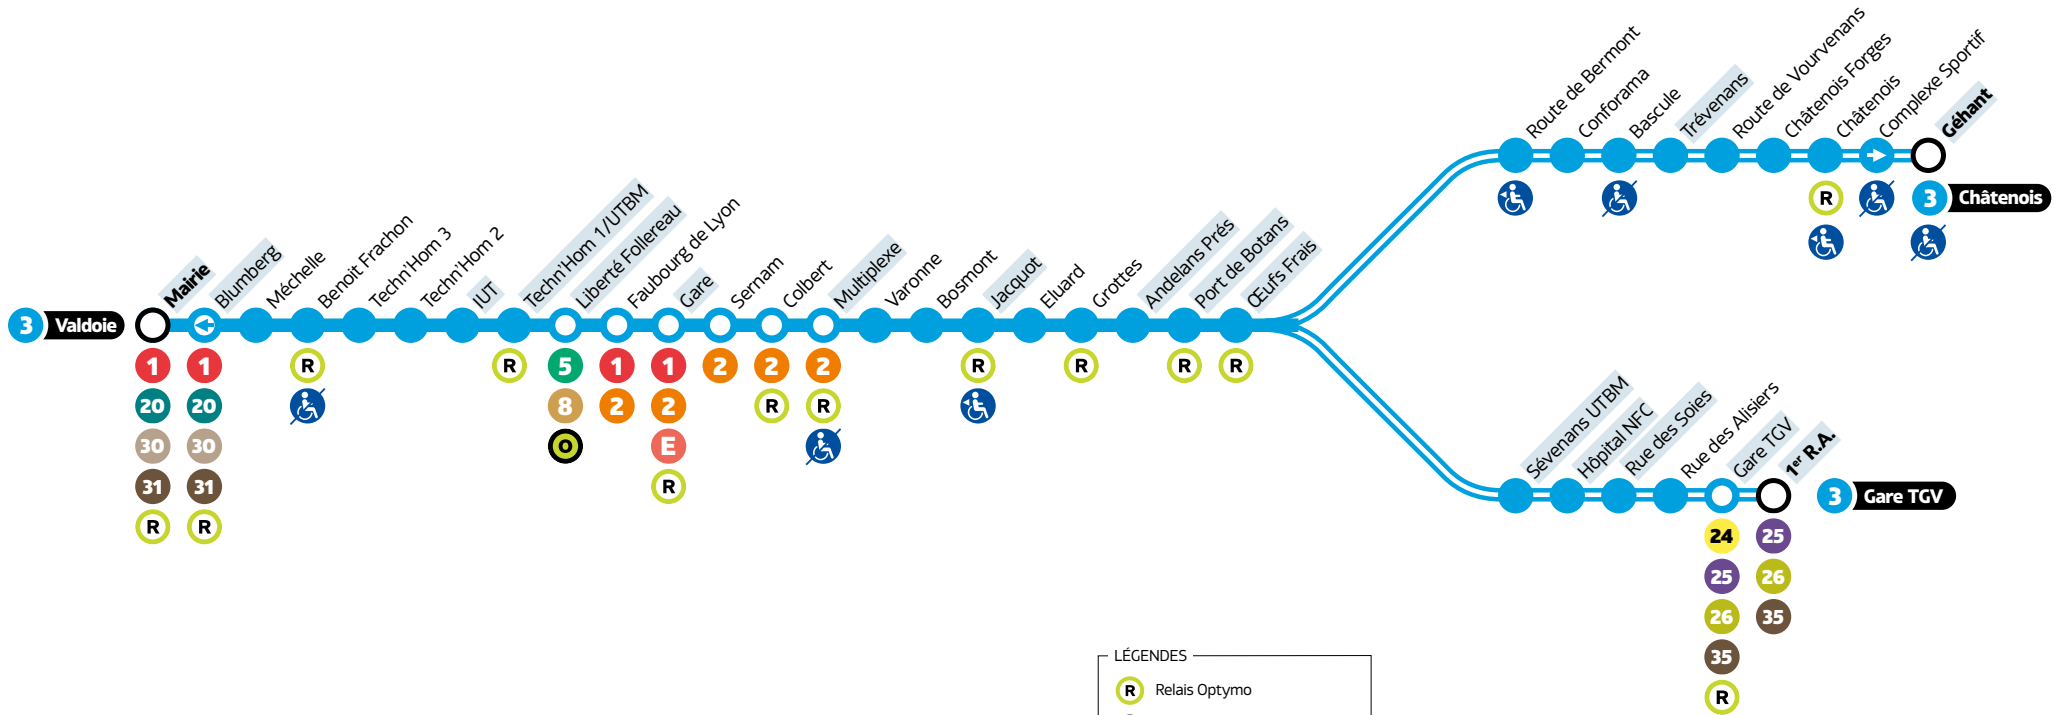 Route de Bermont
Conforama
Bascule
Trévenans
Route de Vourvenans
Châtenois Forges
Châtenois
Complexe Sportif
Géhant
R
R
3 Châtenois
Mairie
Blumberg
Méchelle
Benoit Frachon
Techn'Hom 3
Techn'Hom 2
IUT
Techn'Hom 1/UTBM
Liberté Follereau
Faubourg de Lyon
Gare
Sernam
Colbert
Multiplexe
Varonne
Bosmont
Jacquot
Eluard
Grottes
Andelans Prés
Port de Botans
Œufs Frais
3 Valdoie
1 1 R R 5 1 1 2 2 2 R R R R
20 20 8 2 2 R R
30 30 O E
31 31 R
R R
Sévenans UTBM
Hôpital NFC
Rue des Soies
Rue des Alisiers
Gare TGV
1er R.A.
3 Gare TGV
24 25
25 26
26 35
35
R
LÉGENDES
R Relais Optymo